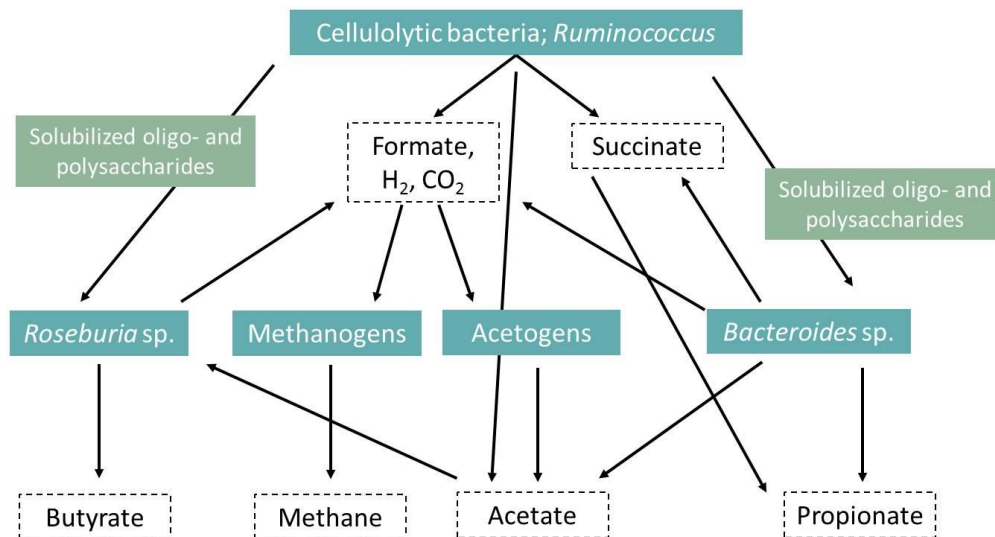 Cellulolytic bacteria; Ruminococcus
Solubilized oligo- and
polysaccharides
Formate,
H₂, CO₂
Succinate
Solubilized oligo- and
polysaccharides
Roseburia sp.
Methanogens
Acetogens
Bacteroides sp.
Butyrate
Methane
Acetate
Propionate